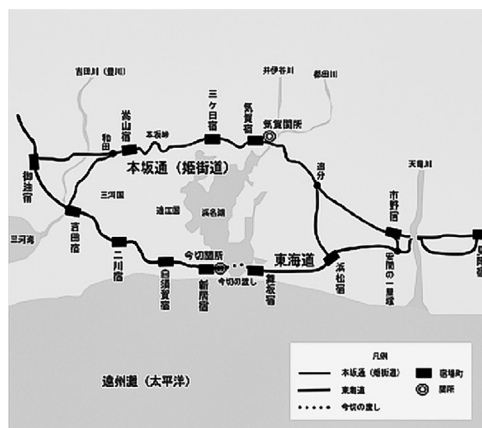 吉田川（豊川）
井伊谷川
都田川
三ヶ日宿
気賀宿
気賀関所
嵩山宿
本坂峠
和田
本坂通（姫街道）
追分
天竜川
御油宿
三河国
遠江国
浜名湖
市野宿
三河湾
吉田宿
今切関所
東海道
二川宿
白須賀宿
新居宿
今切の渡し
舞坂宿
浜松宿
安間の一里塚
遠州灘（太平洋）
凡例
本坂通（姫街道）
宿場町
東海道
関所
今切の渡し